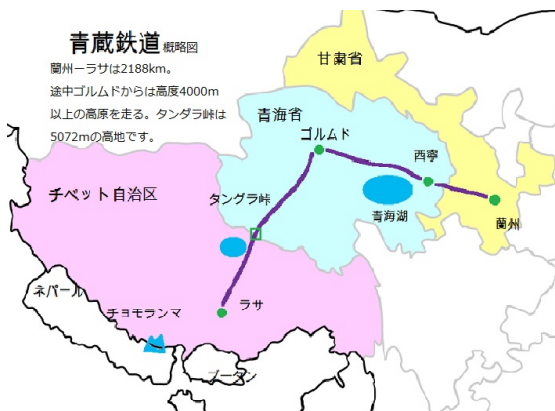 青蔵鉄道 概略図
蘭州ーラサは2188km。
途中ゴルムドからは高度4000m
以上の高原を走る。タンダラ峠は
5072mの高地です。
甘粛省
青海省
ゴルムド
西寧
チベット自治区
タングラ峠
青海湖
蘭州
ネパール
チョモランマ
ラサ
ブータン